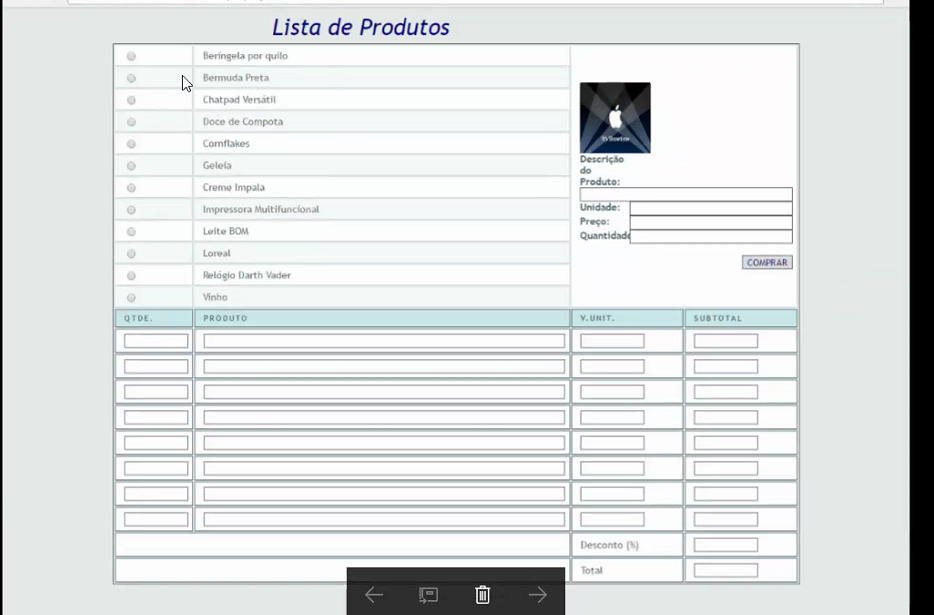 Lista de Produtos
Beringela por quilo
Bermuda Preta
Chatpad Versátil
Doce de Compota
Cornflakes
Geleia
Creme Impala
Impressora Multifuncional
Leite BOM
Loreal
Relógio Darth Vader
Vinho
Descrição
do
Produto:
Unidade:
Preço:
Quantidade
COMPRAR
QTDE. PRODUTO V.UNIT. SUBTOTAL
Desconto (%)
Total